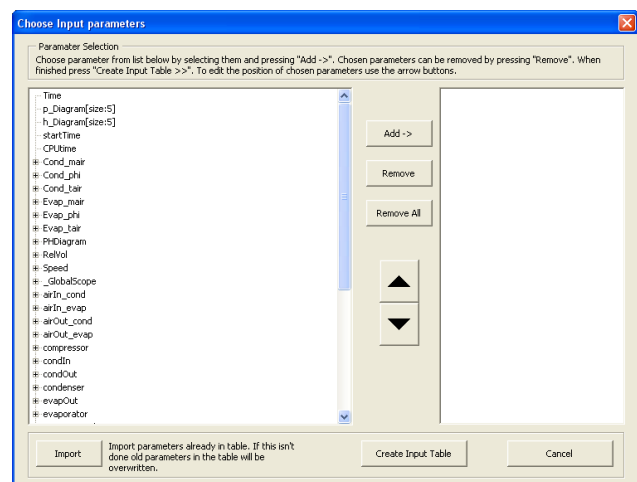 Choose Input parameters
Paramater Selection
Choose parameter from list below by selecting them and pressing "Add ->". Chosen parameters can be removed by pressing "Remove". When
finished press "Create Input Table >>". To edit the position of chosen parameters use the arrow buttons.
Time
p_Diagram[size:5]
h_Diagram[size:5]
startTime
CPUtime
Cond_mair
Cond_phi
Cond_tair
Evap_mair
Evap_phi
Evap_tair
PHDiagram
RelVol
Speed
_GlobalScope
airIn_cond
airIn_evap
airOut_cond
airOut_evap
compressor
condIn
condOut
condenser
evapOut
evaporator
Add ->
Remove
Remove All
Import
Import parameters already in table. If this isn't
done old parameters in the table will be
overwritten.
Create Input Table
Cancel